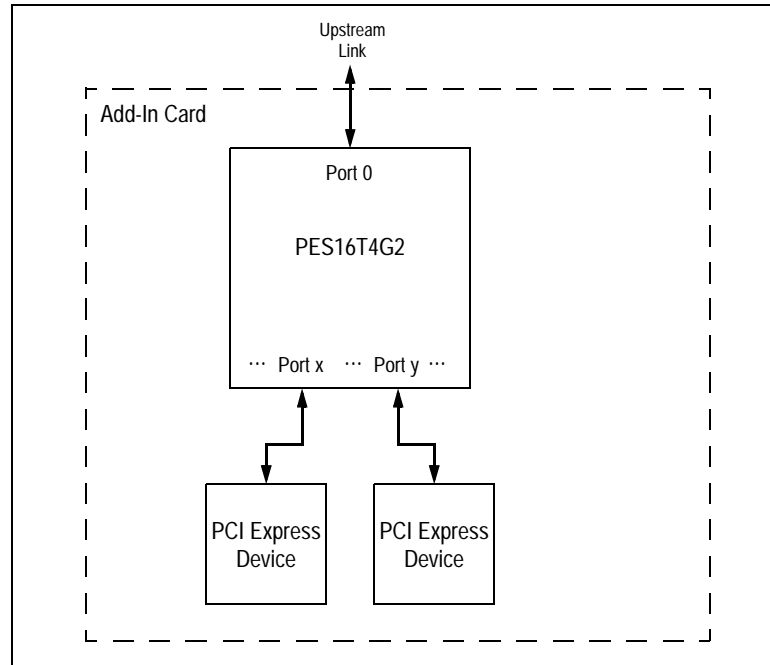 Upstream
Link
Add-In Card
Port 0
PES16T4G2
··· Port x ··· Port y ···
PCI Express
Device
PCI Express
Device